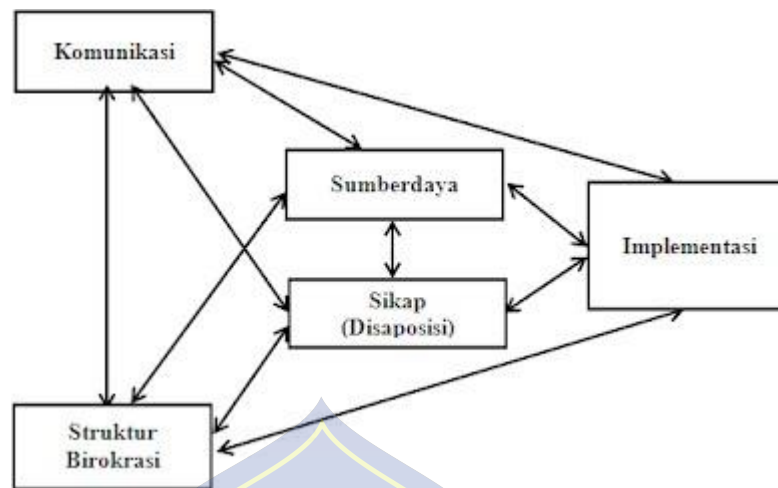 Komunikasi
Sumberdaya
Implementasi
Sikap
(Disaposisi)
Struktur
Birokrasi